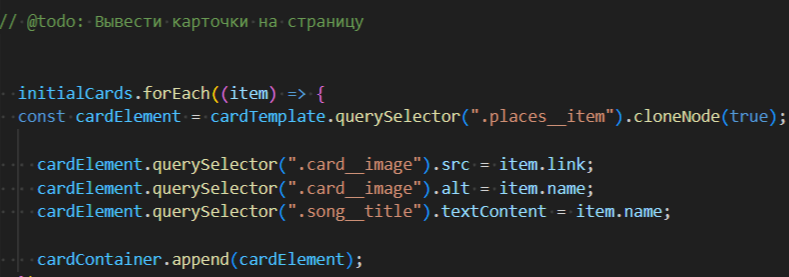 // @todo: Вывести карточки на страницу
initialCards.forEach((item) => {
const cardElement = cardTemplate.querySelector(".places__item").cloneNode(true);
cardElement.querySelector(".card__image").src = item.link;
cardElement.querySelector(".card__image").alt = item.name;
cardElement.querySelector(".song__title").textContent = item.name;
cardContainer.append(cardElement);